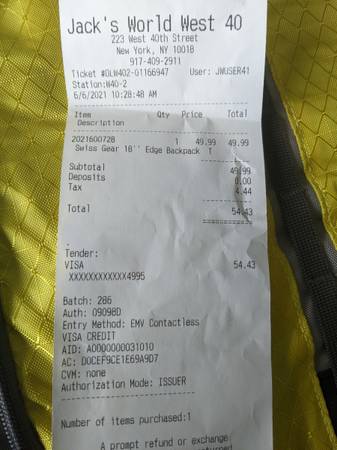 Jack's World West 40
223 West 40th Street
New York, NY 10018
917-409-2911
Ticket #OLW402-01166947 User: JWUSER41
Station:W40-2
6/6/2021 10:28:48 AM
Item Qty Price Total
Description
2021600728 1 49.99 49.99
Swiss Gear 18'' Edge Backpack 1
Subtotal 49.99
Deposits 0.00
Tax 4.44
Total 54.43
Tender:
VISA 54.43
XXXXXXXXXXXX4995
Batch: 286
Auth: 09098D
Entry Method: EMV Contactless
VISA CREDIT
AID: A0000000031010
AC: D0CEF9CE1E69A9D7
CVM: none
Authorization Mode: ISSUER
Number of items purchased:1
A prompt refund or exchange
returned